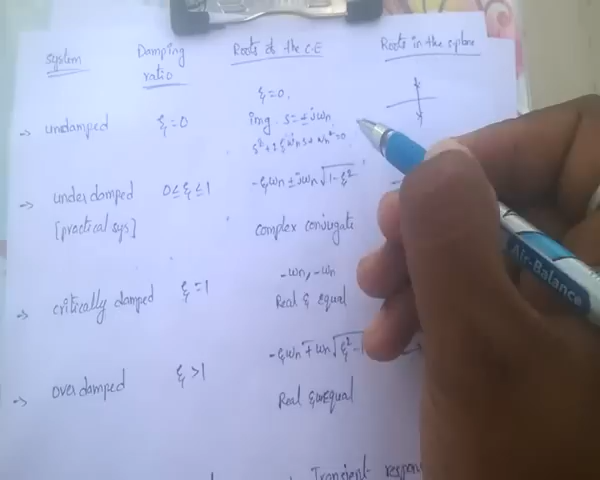 System Damping ratio Roots of the C.E Roots in the s-plane
ξ=0.
→ undamped ξ=0 img. s=±jωn
s²+2ξωns+ωn²=0
→ underdamped 0≤ξ≤1 -ξωn±jωn√1-ξ²
[practical sys] complex conjugate
-ωn, -ωn
→ critically damped ξ=1 Real & equal
-ξωn∓ωn√ξ²-1
→ overdamped ξ>1
Real & unequal
Transient respon
Air-Balance